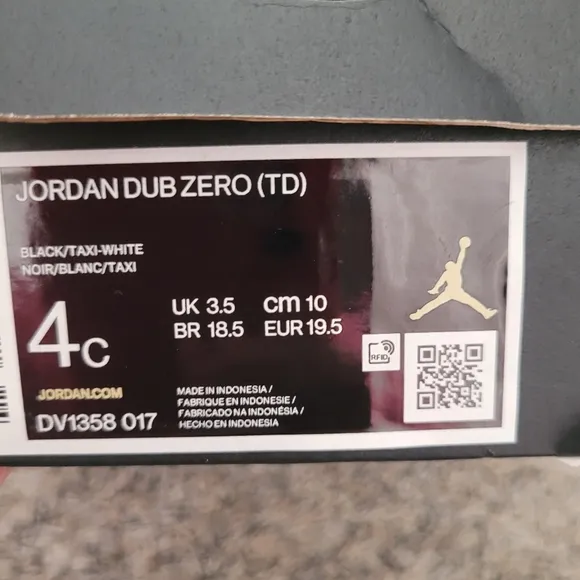 JORDAN DUB ZERO (TD)
BLACK/TAXI-WHITE
NOIR/BLANC/TAXI
4C
UK 3.5 cm 10
BR 18.5 EUR 19.5
RFID
JORDAN.COM
DV1358 017
MADE IN INDONESIA /
FABRIQUE EN INDONESIE /
FABRICADO NA INDONÉSIA /
HECHO EN INDONESIA